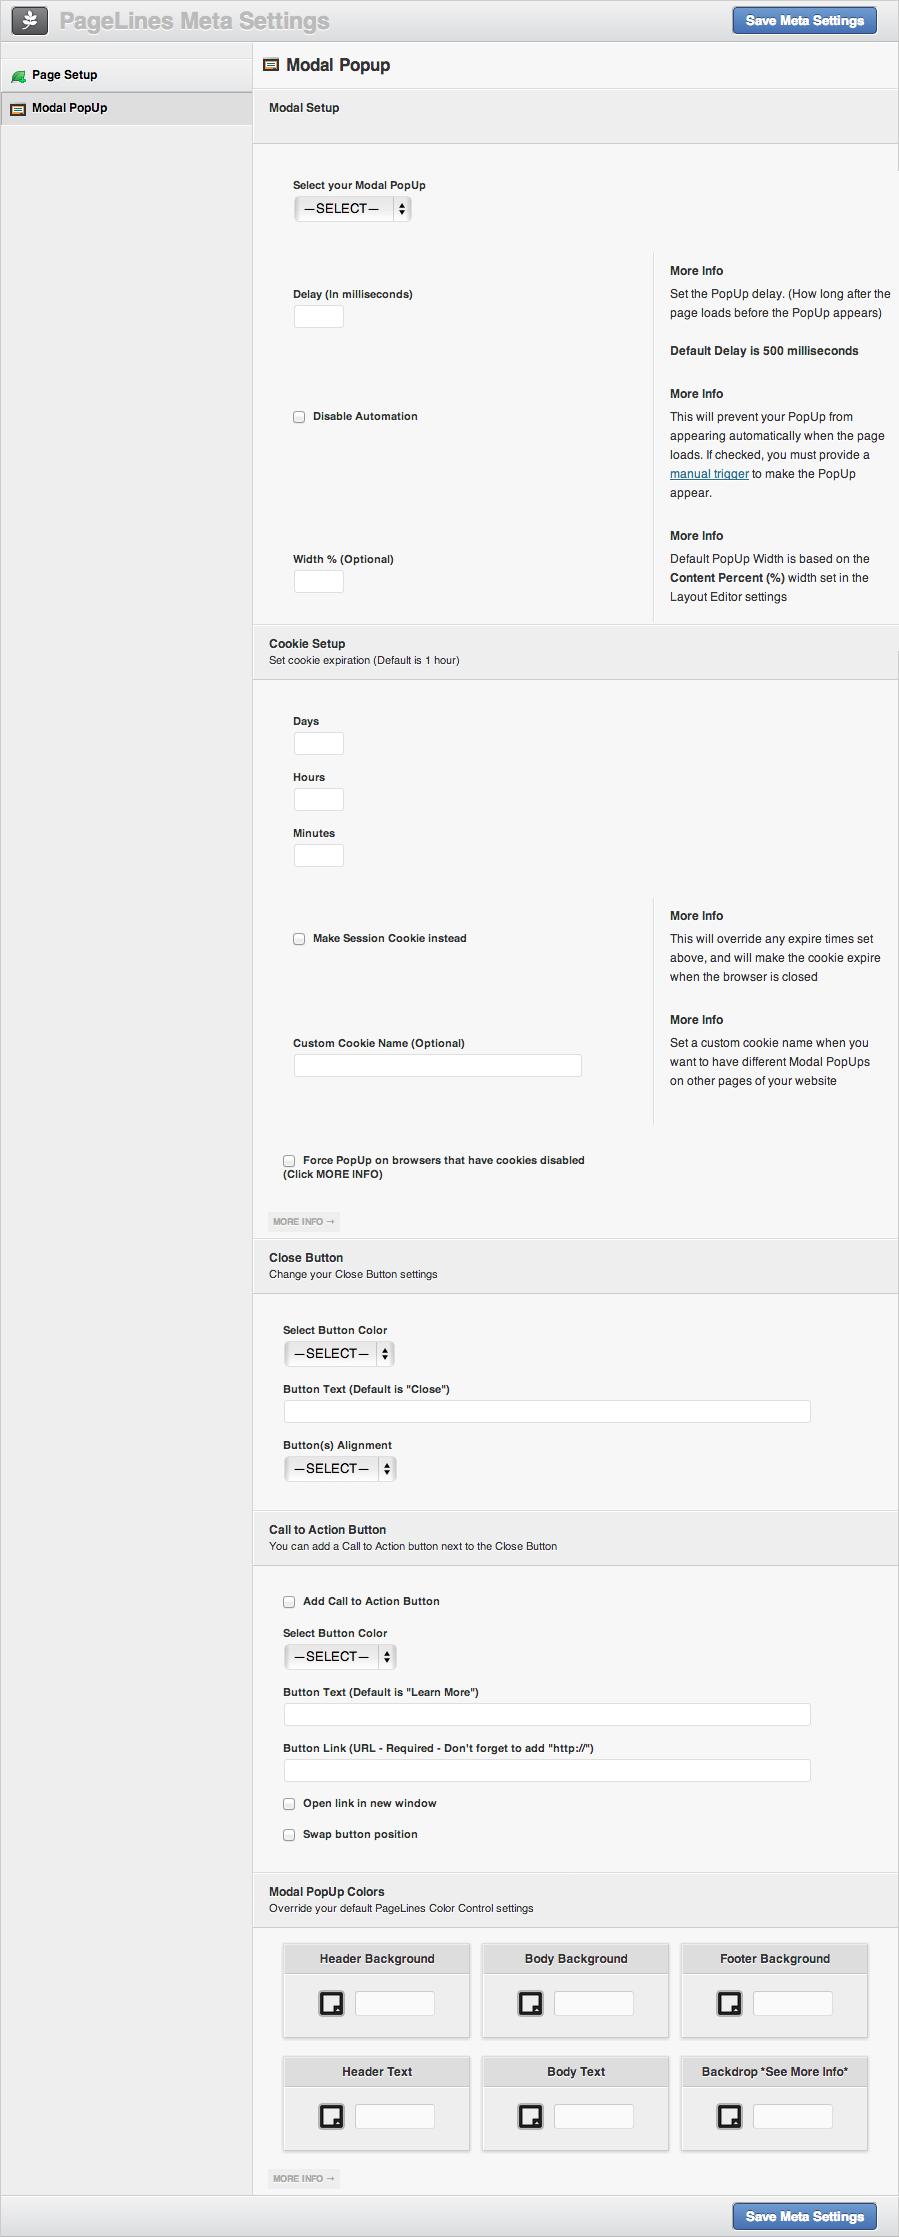 PageLines Meta Settings
Save Meta Settings
Page Setup
Modal PopUp
Modal Popup
Modal Setup
Select your Modal PopUp
—SELECT—
Delay (In milliseconds)
More Info
Set the PopUp delay. (How long after the
page loads before the PopUp appears)
Default Delay is 500 milliseconds
Disable Automation
More Info
This will prevent your PopUp from
appearing automatically when the page
loads. If checked, you must provide a
manual trigger to make the PopUp
appear.
Width % (Optional)
More Info
Default PopUp Width is based on the
Content Percent (%) width set in the
Layout Editor settings
Cookie Setup
Set cookie expiration (Default is 1 hour)
Days
Hours
Minutes
Make Session Cookie instead
More Info
This will override any expire times set
above, and will make the cookie expire
when the browser is closed
Custom Cookie Name (Optional)
More Info
Set a custom cookie name when you
want to have different Modal PopUps
on other pages of your website
Force PopUp on browsers that have cookies disabled
(Click MORE INFO)
MORE INFO →
Close Button
Change your Close Button settings
Select Button Color
—SELECT—
Button Text (Default is "Close")
Button(s) Alignment
—SELECT—
Call to Action Button
You can add a Call to Action button next to the Close Button
Add Call to Action Button
Select Button Color
—SELECT—
Button Text (Default is "Learn More")
Button Link (URL - Required - Don't forget to add "http://")
Open link in new window
Swap button position
Modal PopUp Colors
Override your default PageLines Color Control settings
Header Background
Body Background
Footer Background
Header Text
Body Text
Backdrop *See More Info*
MORE INFO →
Save Meta Settings